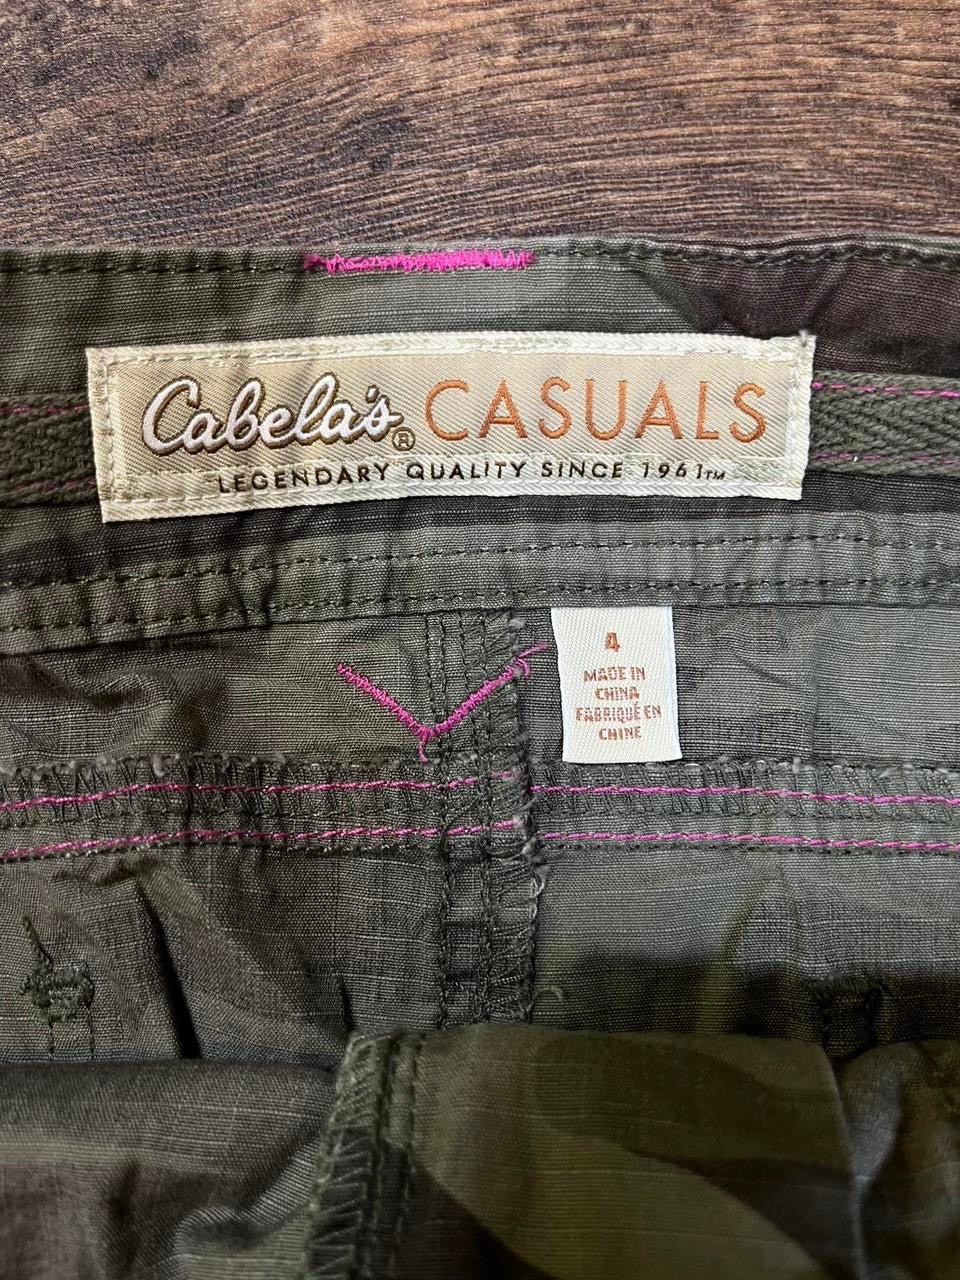 Cabela's® CASUALS
LEGENDARY QUALITY SINCE 1961™
4
MADE IN
CHINA
FABRIQUÉ EN
CHINE